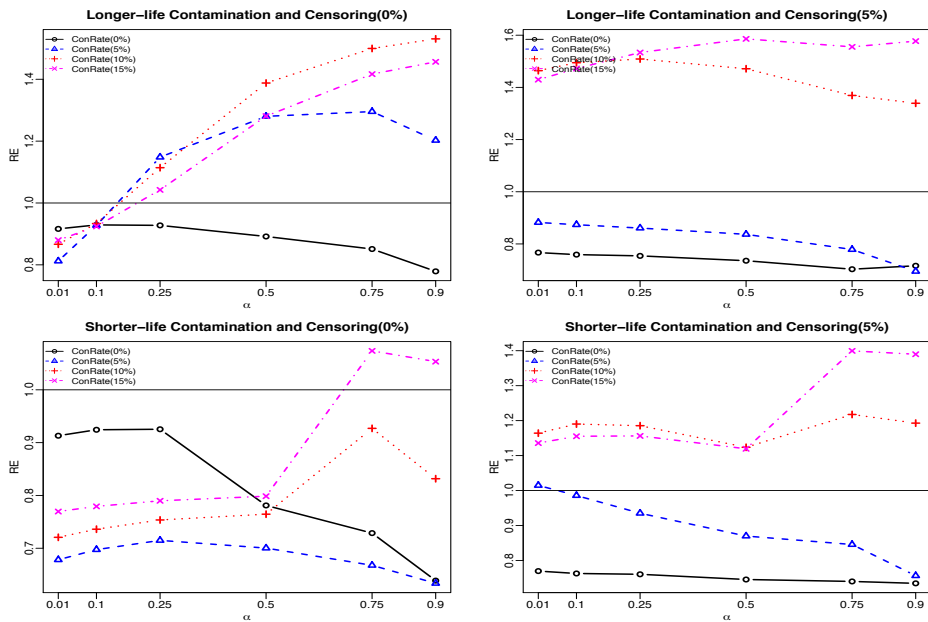 Longer−life Contamination and Censoring(0%)
ConRate(0%)
ConRate(5%)
ConRate(10%)
ConRate(15%)
RE
0.8
1.0
1.2
1.4
0.01
0.1
0.25
0.5
0.75
0.9
α
Longer−life Contamination and Censoring(5%)
ConRate(0%)
ConRate(5%)
ConRate(10%)
ConRate(15%)
RE
0.8
1.0
1.2
1.4
1.6
0.01
0.1
0.25
0.5
0.75
0.9
α
Shorter−life Contamination and Censoring(0%)
ConRate(0%)
ConRate(5%)
ConRate(10%)
ConRate(15%)
RE
0.7
0.8
0.9
1.0
0.01
0.1
0.25
0.5
0.75
0.9
α
Shorter−life Contamination and Censoring(5%)
ConRate(0%)
ConRate(5%)
ConRate(10%)
ConRate(15%)
RE
0.8
0.9
1.0
1.1
1.2
1.3
1.4
0.01
0.1
0.25
0.5
0.75
0.9
α